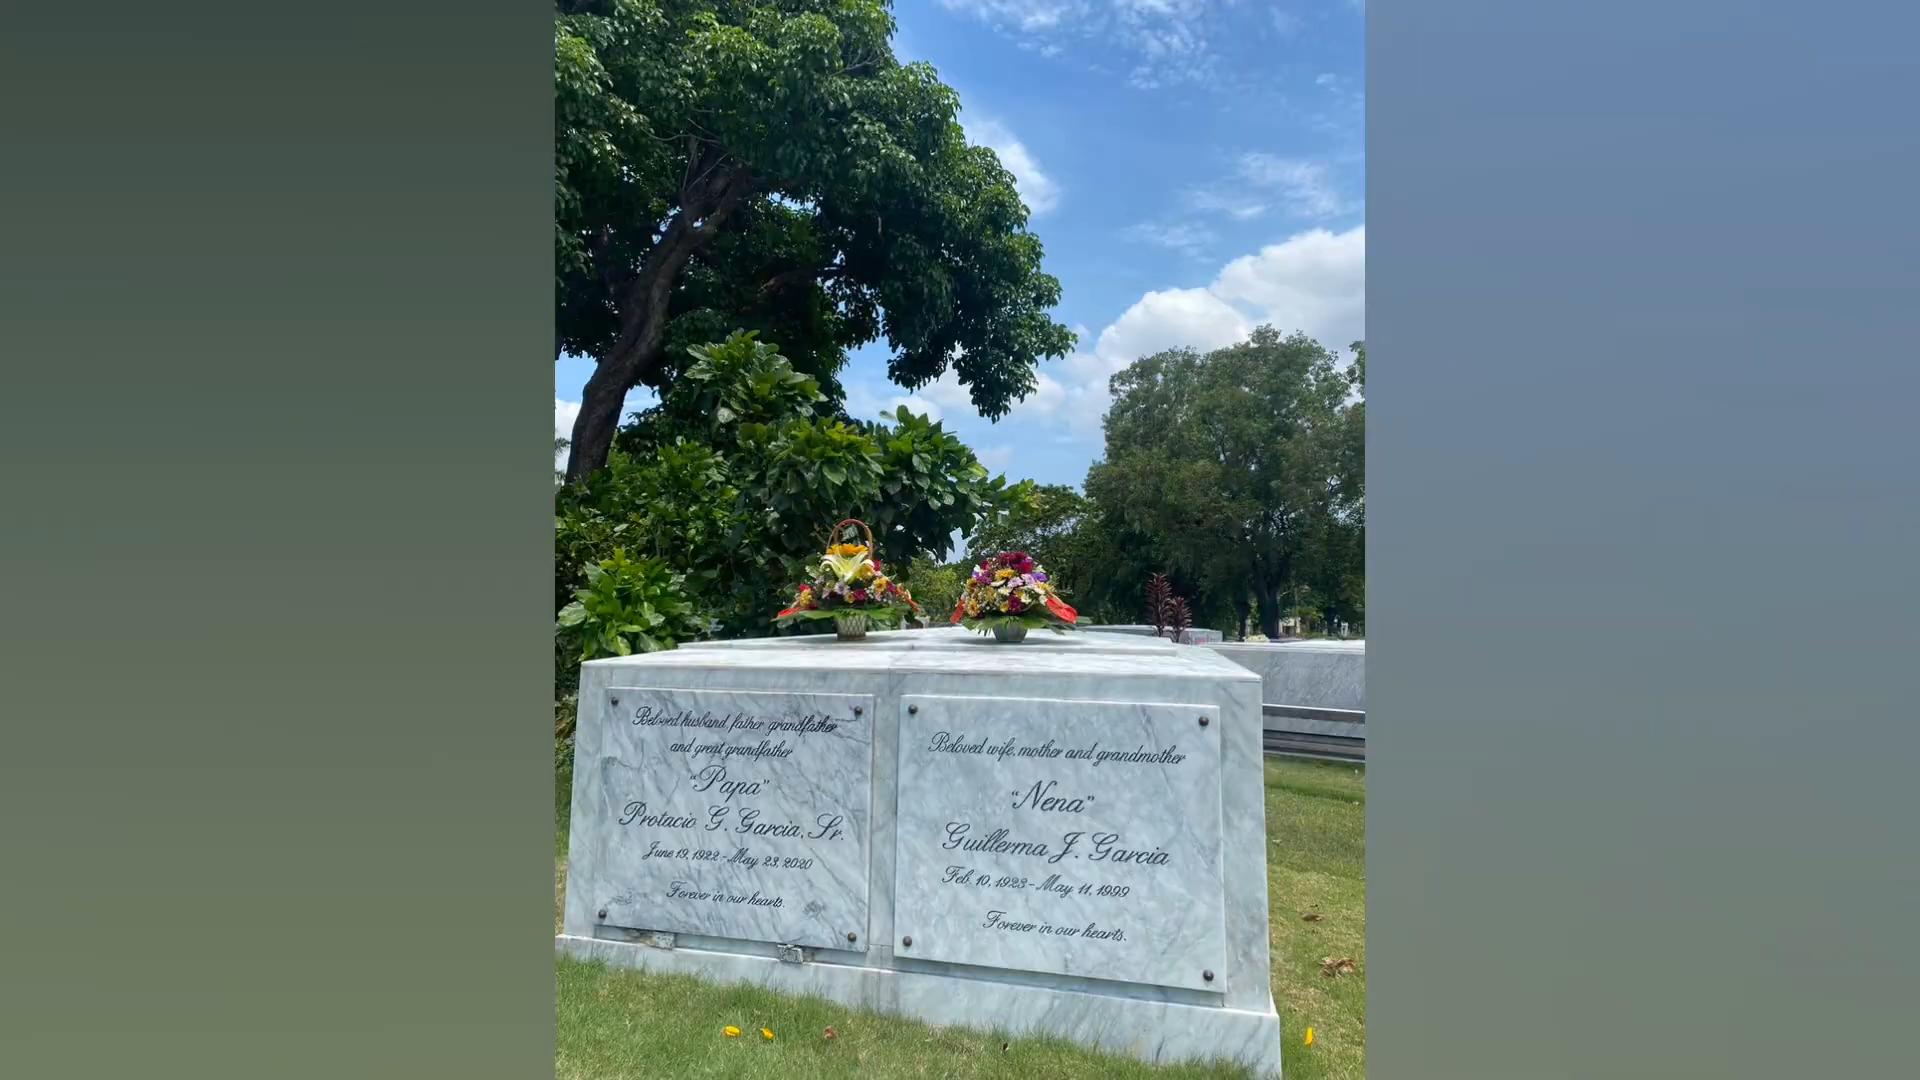 Beloved husband, father, grandfather
and great grandfather
"Papa"
Protacio G. Garcia, Sr.
June 19, 1922 - May 23, 2020
Forever in our hearts.
Beloved wife, mother and grandmother
"Nena"
Guillerma J. Garcia
Feb. 10, 1923 - May 11, 1999
Forever in our hearts.